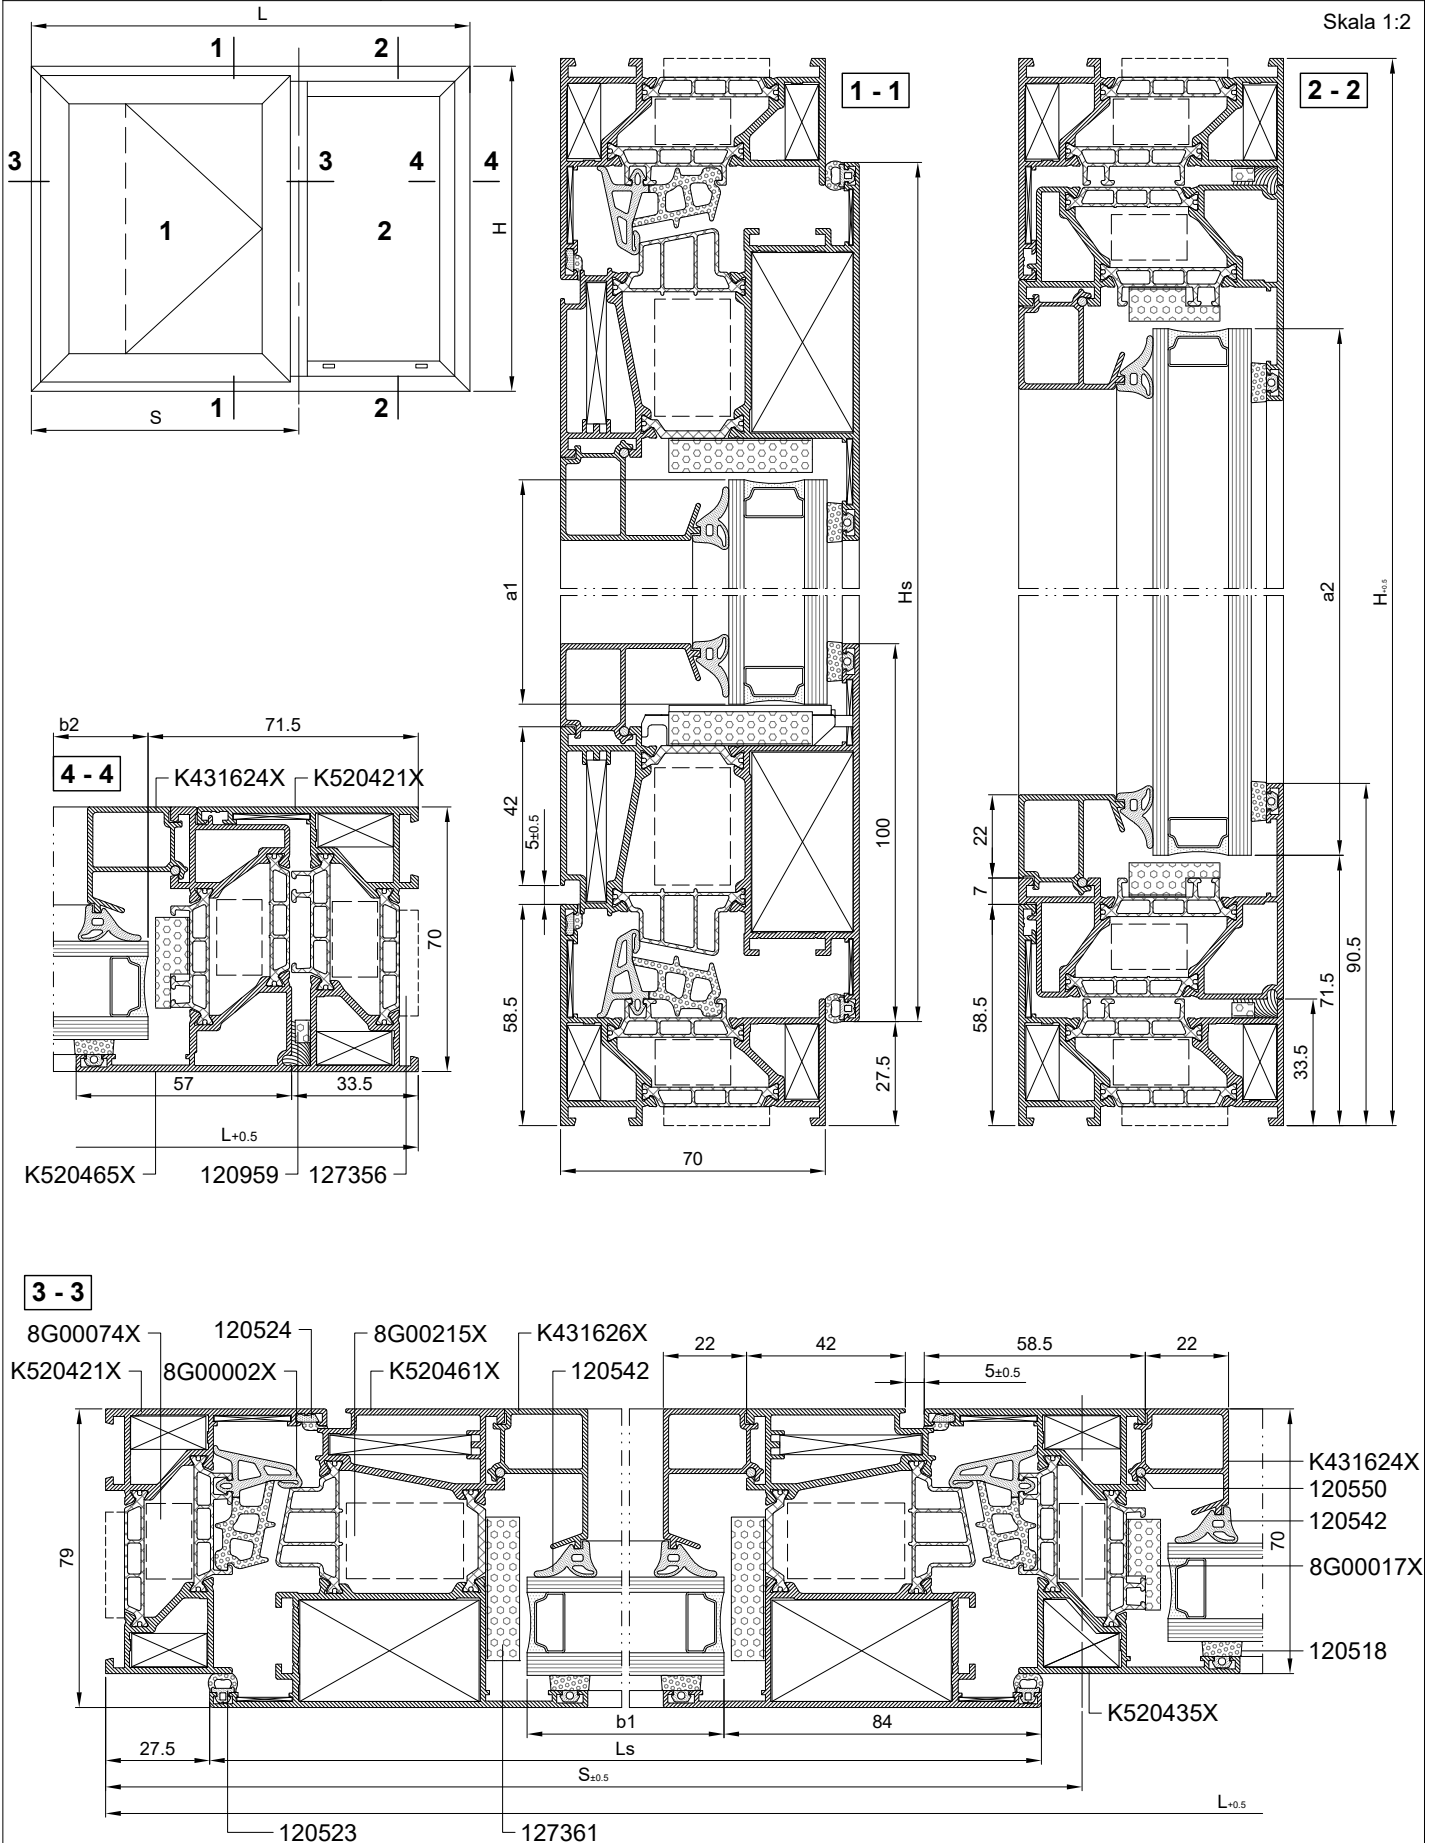 Skala 1:2
L
1
2
1 - 1
2 - 2
3
3
4
4
1
2
H
S
1
2
a1
Hs
a2
H±0.5
b2
71.5
4 - 4
K431624X
K520421X
42
5±0.5
100
22
7
70
58.5
27.5
58.5
90.5
71.5
33.5
57
33.5
L+0.5
K520465X
120959
127356
70
3 - 3
8G00074X
120524
8G00215X
K431626X
K520421X
8G00002X
K520461X
120542
22
42
58.5
22
5±0.5
K431624X
120550
120542
79
70
8G00017X
120518
K520435X
b1
84
27.5
Ls
S±0.5
L+0.5
120523
127361